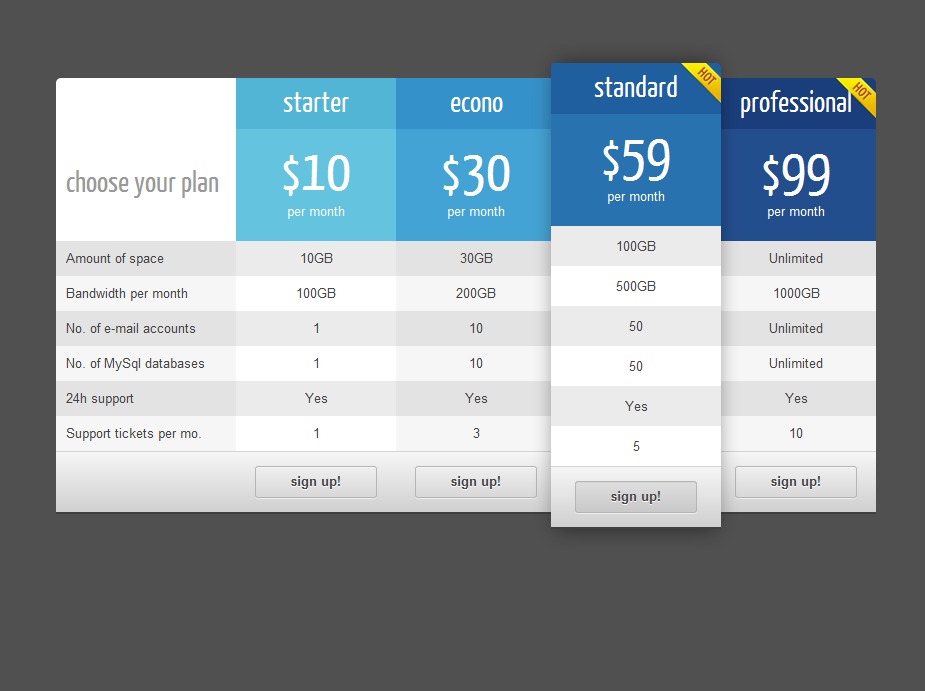 starter econo standard HOT professional HOT
choose your plan $10 $30 $59 $99
per month per month per month per month
Amount of space 10GB 30GB 100GB Unlimited
Bandwidth per month 100GB 200GB 500GB 1000GB
No. of e-mail accounts 1 10 50 Unlimited
No. of MySql databases 1 10 50 Unlimited
24h support Yes Yes Yes Yes
Support tickets per mo. 1 3 5 10
sign up! sign up! sign up! sign up!